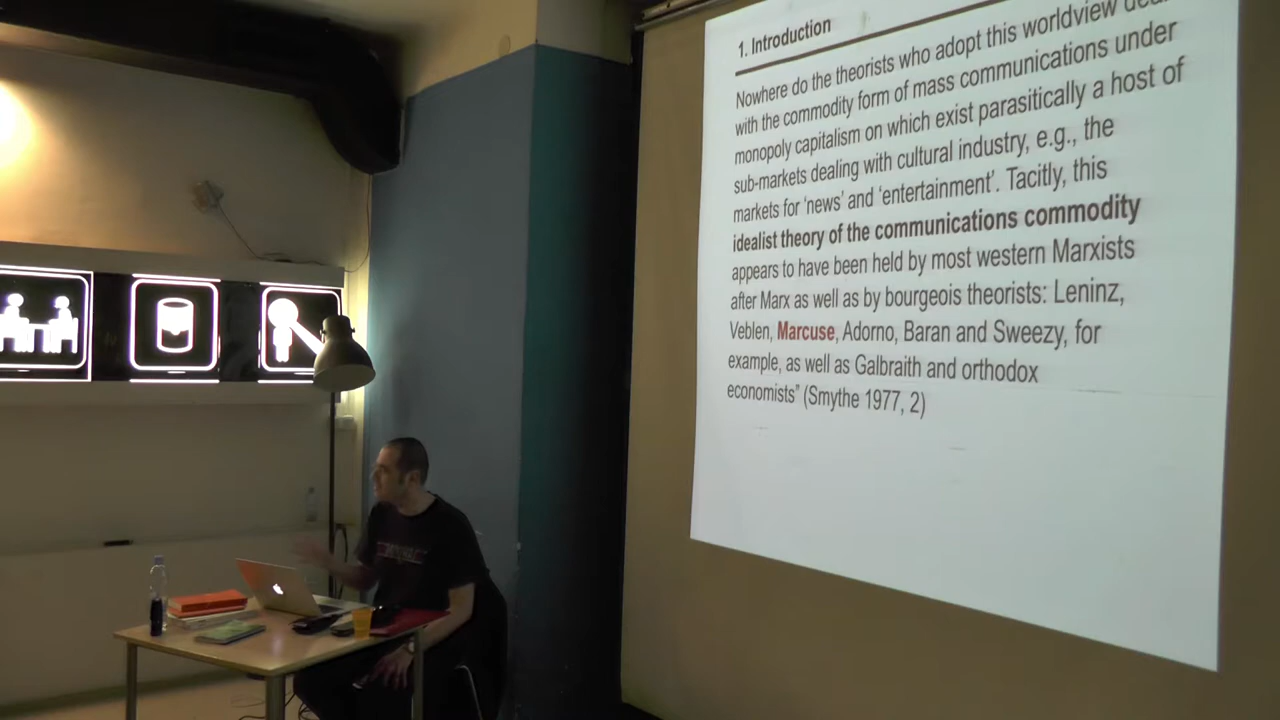 1. Introduction
Nowhere do the theorists who adopt this worldview
with the commodity form of mass communications under
monopoly capitalism on which exist parasitically a host of
sub-markets dealing with cultural industry, e.g., the
markets for 'news' and 'entertainment'. Tacitly, this
idealist theory of the communications commodity
appears to have been held by most western Marxists
after Marx as well as by bourgeois theorists: Leninz,
Veblen, Marcuse, Adorno, Baran and Sweezy, for
example, as well as Galbraith and orthodox
economists" (Smythe 1977, 2)